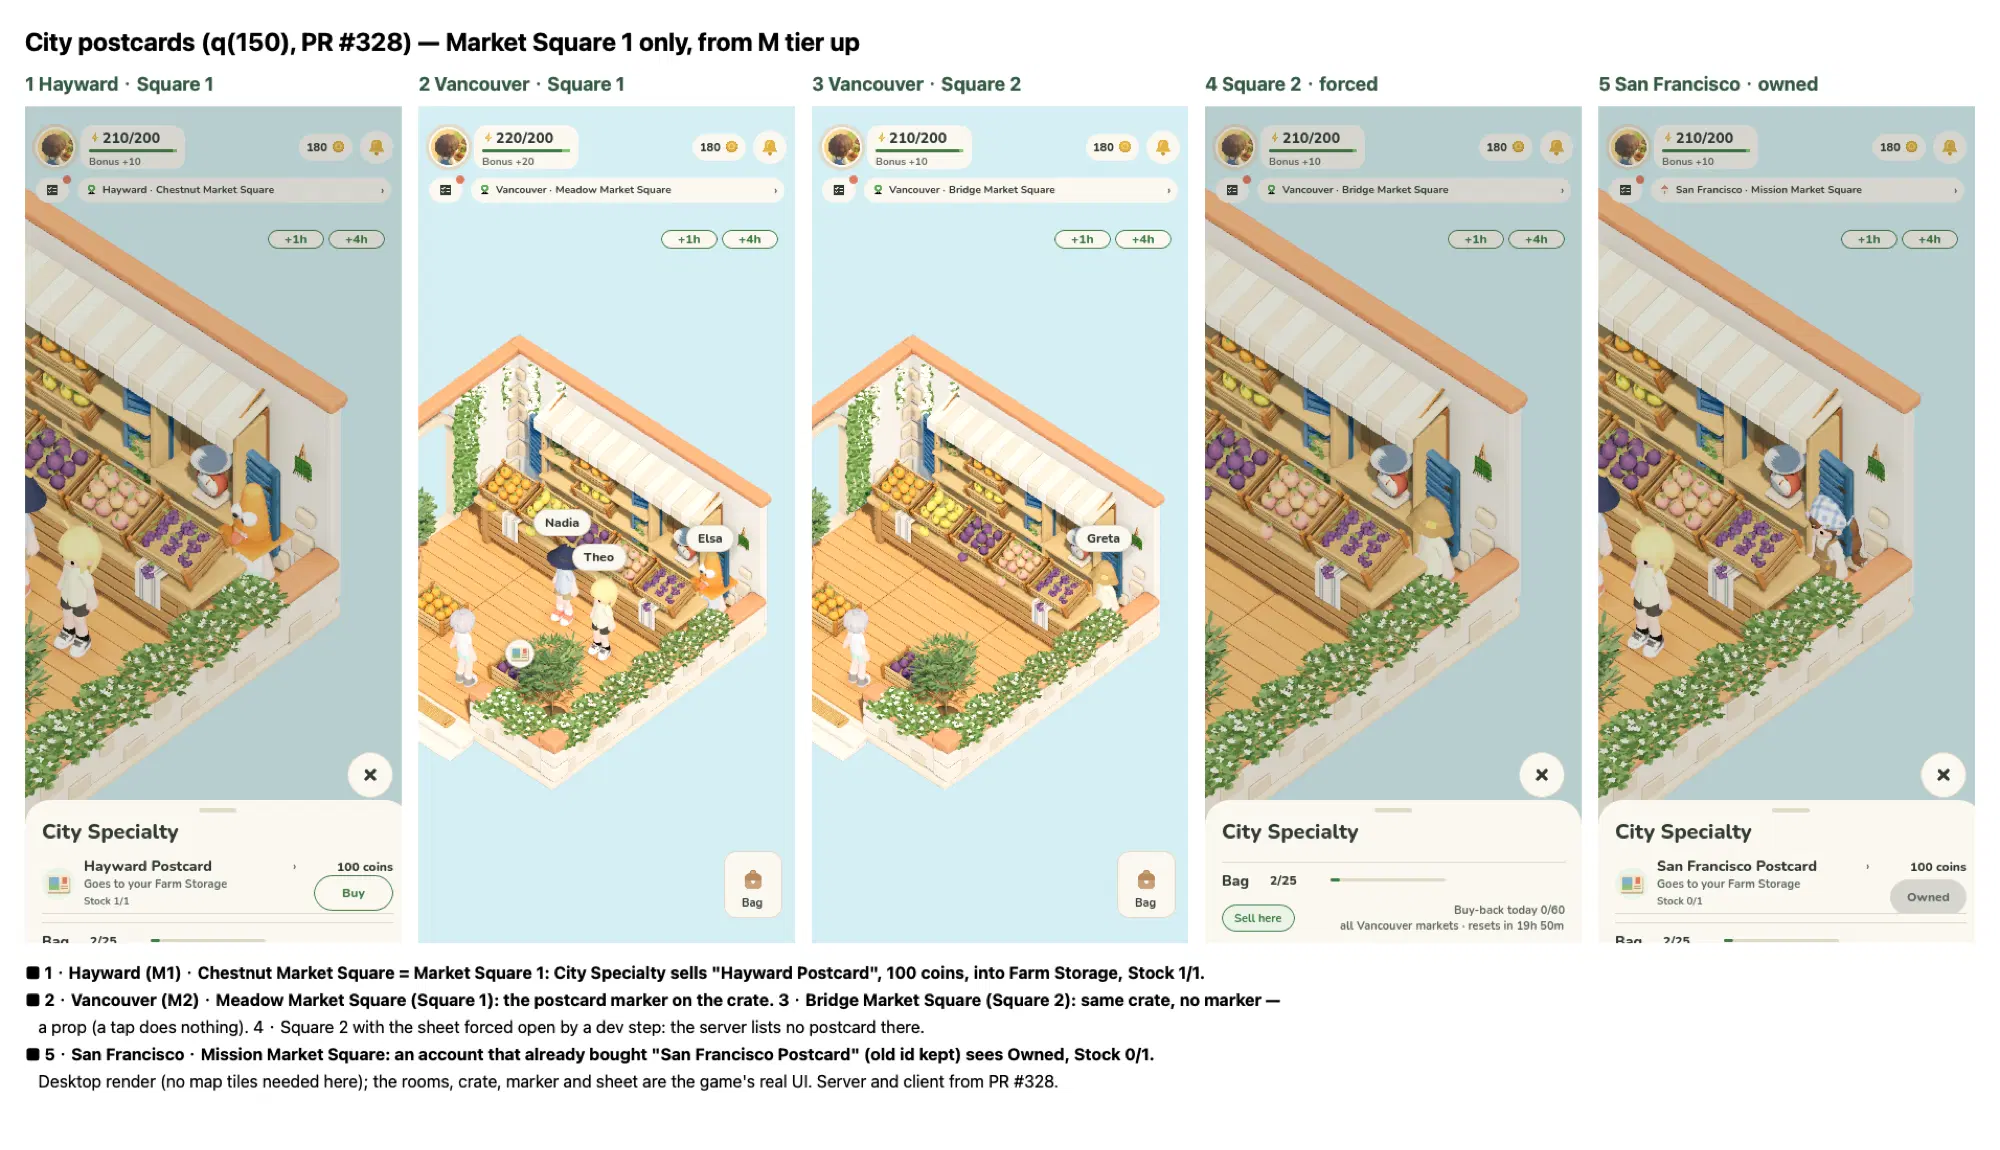 City postcards (q(150), PR #328) — Market Square 1 only, from M tier up
1 Hayward · Square 1
210/200
Bonus +10
180
Hayward · Chestnut Market Square ›
+1h +4h
City Specialty
Hayward Postcard › 100 coins
Goes to your Farm Storage
Buy
Stock 1/1
Bag 2/25
2 Vancouver · Square 1
220/200
Bonus +20
180
Vancouver · Meadow Market Square ›
+1h +4h
Nadia
Elsa
Theo
Bag
3 Vancouver · Square 2
210/200
Bonus +10
180
Vancouver · Bridge Market Square ›
+1h +4h
Greta
Bag
4 Square 2 · forced
210/200
Bonus +10
180
Vancouver · Bridge Market Square ›
+1h +4h
City Specialty
Bag 2/25
Sell here
Buy-back today 0/60
all Vancouver markets · resets in 19h 50m
5 San Francisco · owned
210/200
Bonus +10
180
San Francisco · Mission Market Square ›
+1h +4h
City Specialty
San Francisco Postcard › 100 coins
Goes to your Farm Storage
Owned
Stock 0/1
Bag 2/25
1 · Hayward (M1) · Chestnut Market Square = Market Square 1: City Specialty sells "Hayward Postcard", 100 coins, into Farm Storage, Stock 1/1.
2 · Vancouver (M2) · Meadow Market Square (Square 1): the postcard marker on the crate. 3 · Bridge Market Square (Square 2): same crate, no marker —
a prop (a tap does nothing). 4 · Square 2 with the sheet forced open by a dev step: the server lists no postcard there.
5 · San Francisco · Mission Market Square: an account that already bought "San Francisco Postcard" (old id kept) sees Owned, Stock 0/1.
Desktop render (no map tiles needed here); the rooms, crate, marker and sheet are the game's real UI. Server and client from PR #328.